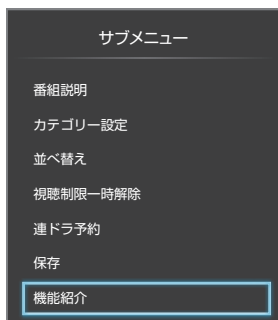 サブメニュー
番組説明
カテゴリー設定
並べ替え
視聴制限一時解除
連ドラ予約
保存
機能紹介